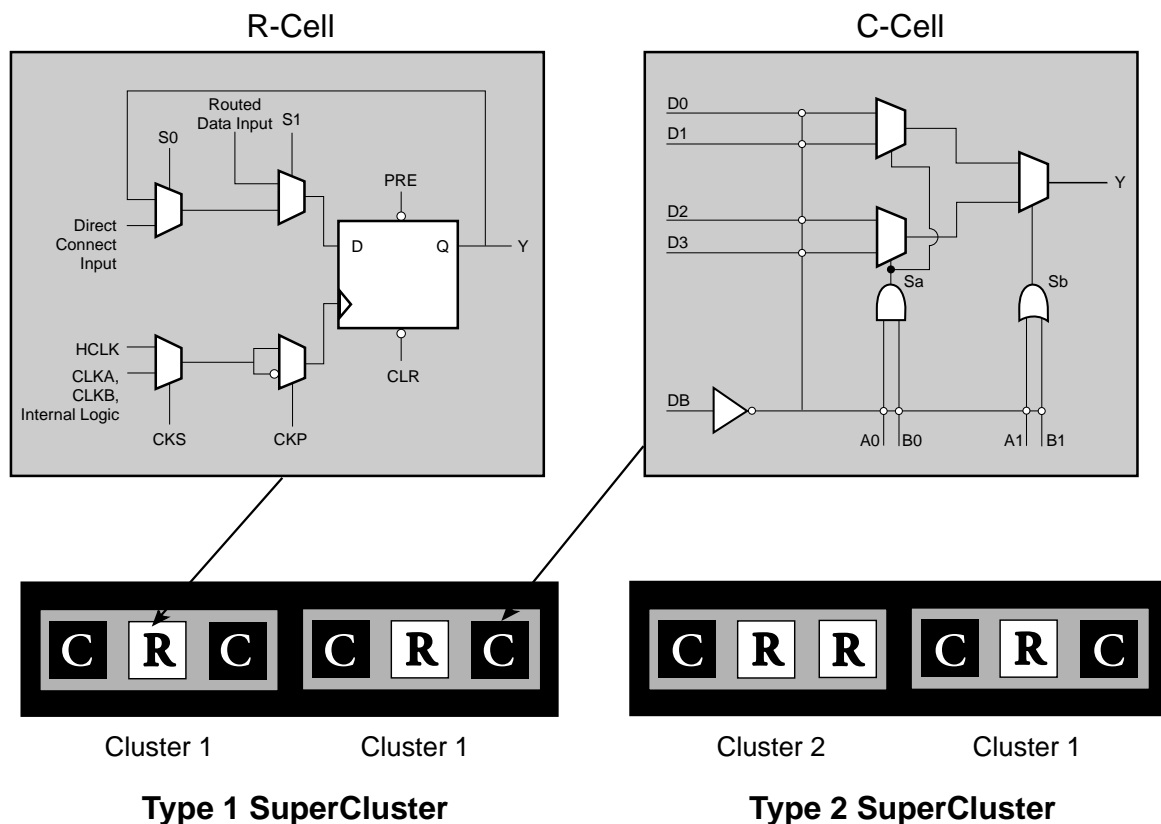 R-Cell
C-Cell
Routed
Data Input
S1
S0
PRE
Direct
Connect
Input
D
Q
Y
HCLK
CLKA,
CLKB,
Internal Logic
CLR
CKS
CKP
D0
D1
D2
D3
Y
Sa
Sb
DB
A0
B0
A1
B1
C R C
C R C
C R R
C R C
Cluster 1
Cluster 1
Cluster 2
Cluster 1
Type 1 SuperCluster
Type 2 SuperCluster